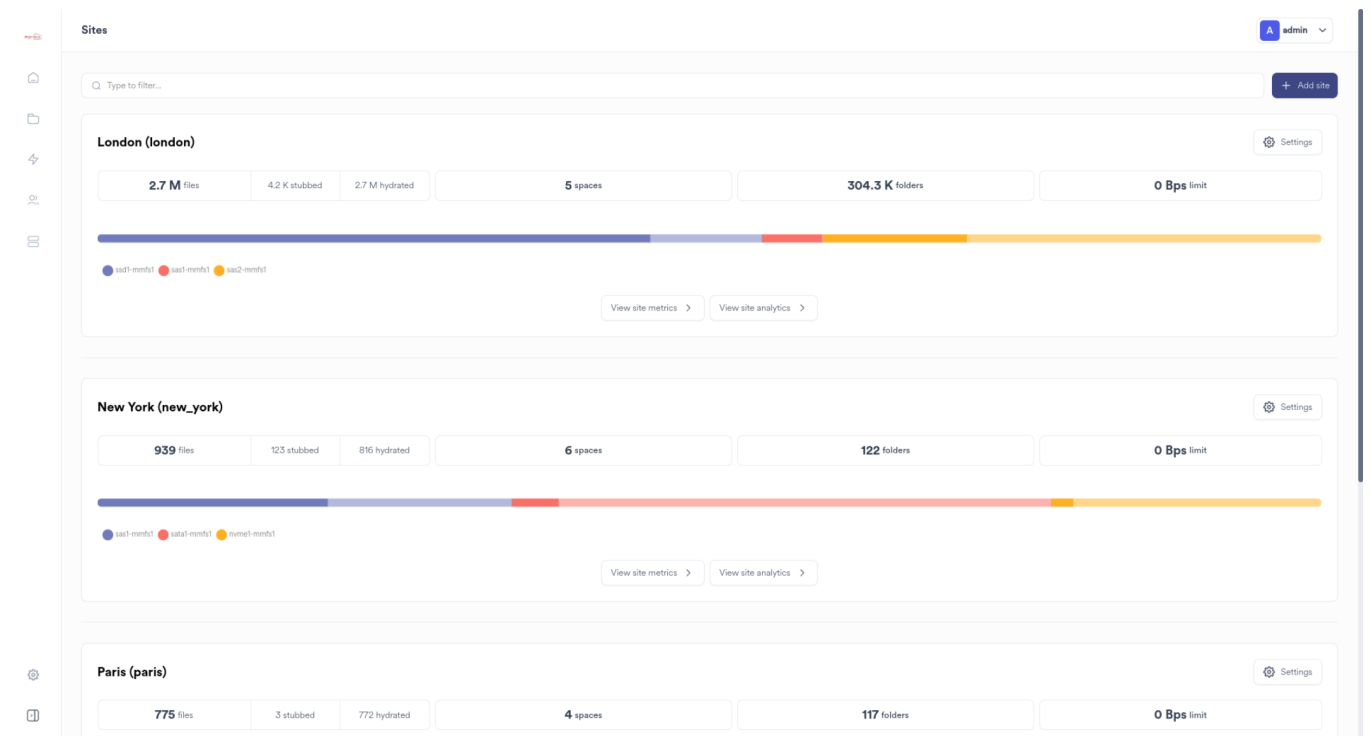 Sites
A admin
Type to filter...
+ Add site
London (london)
Settings
2.7 M files 4.2 K stubbed 2.7 M hydrated 5 spaces 304.3 K folders 0 Bps limit
ssd1-mmfs1 sas1-mmfs1 sas2-mmfs1
View site metrics View site analytics
New York (new_york)
Settings
939 files 123 stubbed 816 hydrated 6 spaces 122 folders 0 Bps limit
sas1-mmfs1 sata1-mmfs1 nvme1-mmfs1
View site metrics View site analytics
Paris (paris)
Settings
775 files 3 stubbed 772 hydrated 4 spaces 117 folders 0 Bps limit